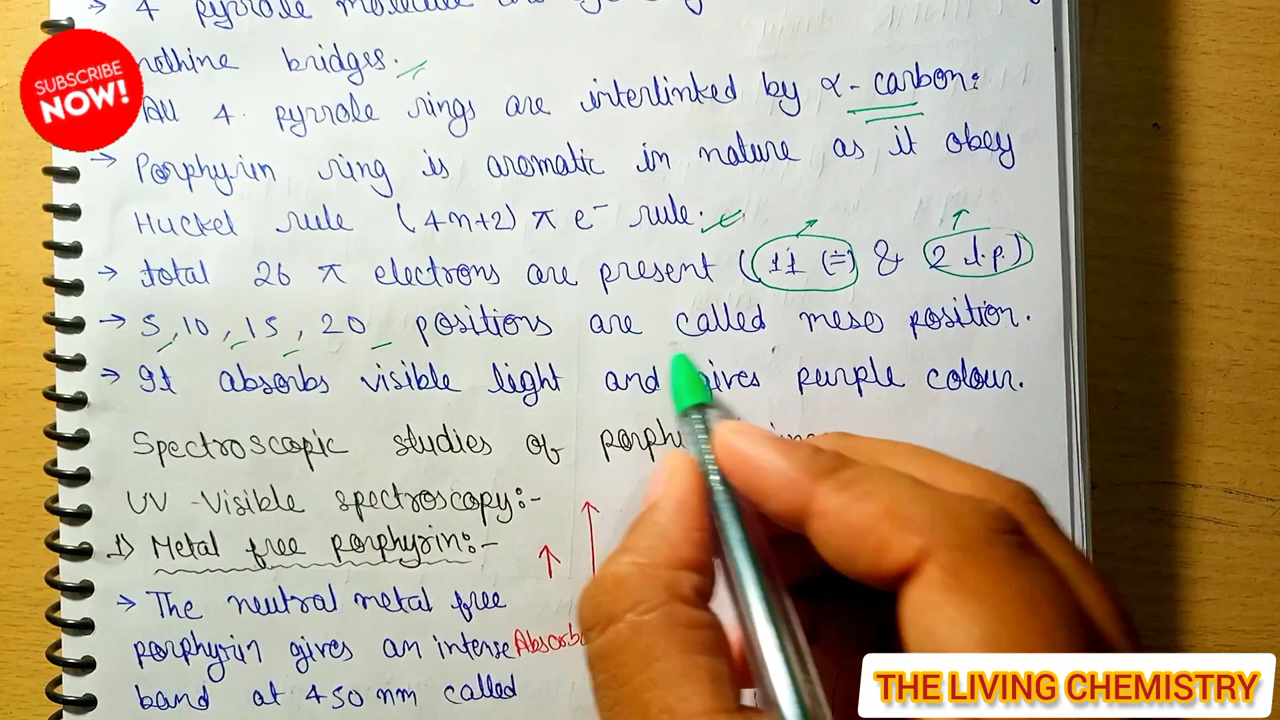 → 4 pyrrole molecule are
methine bridges.
SUBSCRIBE
NOW!
All 4 pyrrole rings are interlinked by α-carbon:
→ Porphyrin ring is aromatic in nature as it obey
Huckel rule (4n+2) π e⁻ rule.
→ total 26 π electrons are present (11 (=) & 2 l.p.)
→ 5, 10, 15, 20 positions are called meso position.
→ It absorbs visible light and gives purple colour.
Spectroscopic studies of
UV-Visible spectroscopy:-
1) Metal free porphyrin:-
→ The neutral metal free
porphyrin gives an intense
band at 450 nm called
THE LIVING CHEMISTRY